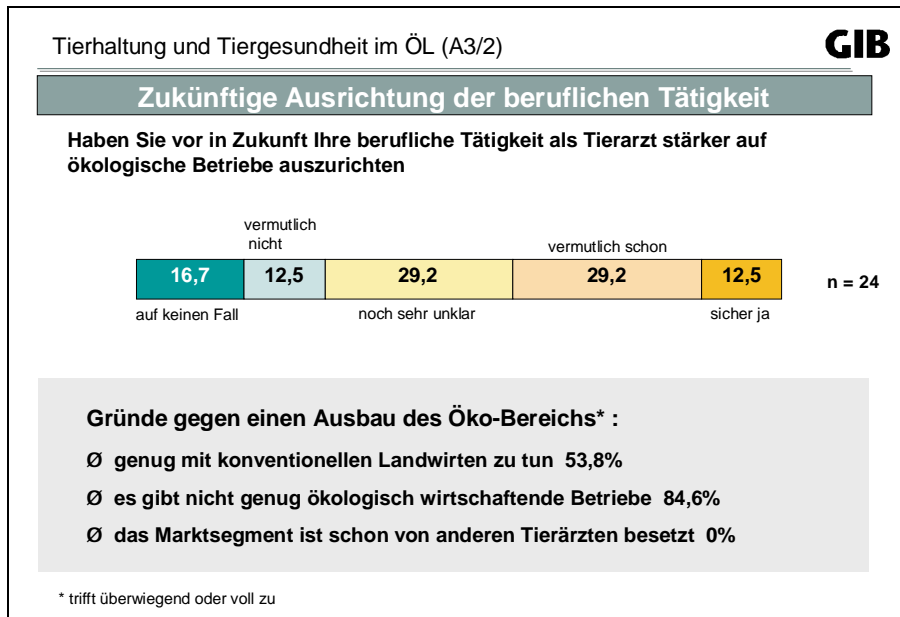 Tierhaltung und Tiergesundheit im ÖL (A3/2)
GIB
Zukünftige Ausrichtung der beruflichen Tätigkeit
Haben Sie vor in Zukunft Ihre berufliche Tätigkeit als Tierarzt stärker auf
ökologische Betriebe auszurichten
vermutlich
nicht
vermutlich schon
16,7 12,5 29,2 29,2 12,5
n = 24
auf keinen Fall noch sehr unklar sicher ja
Gründe gegen einen Ausbau des Öko-Bereichs* :
Ø genug mit konventionellen Landwirten zu tun 53,8%
Ø es gibt nicht genug ökologisch wirtschaftende Betriebe 84,6%
Ø das Marktsegment ist schon von anderen Tierärzten besetzt 0%
* trifft überwiegend oder voll zu